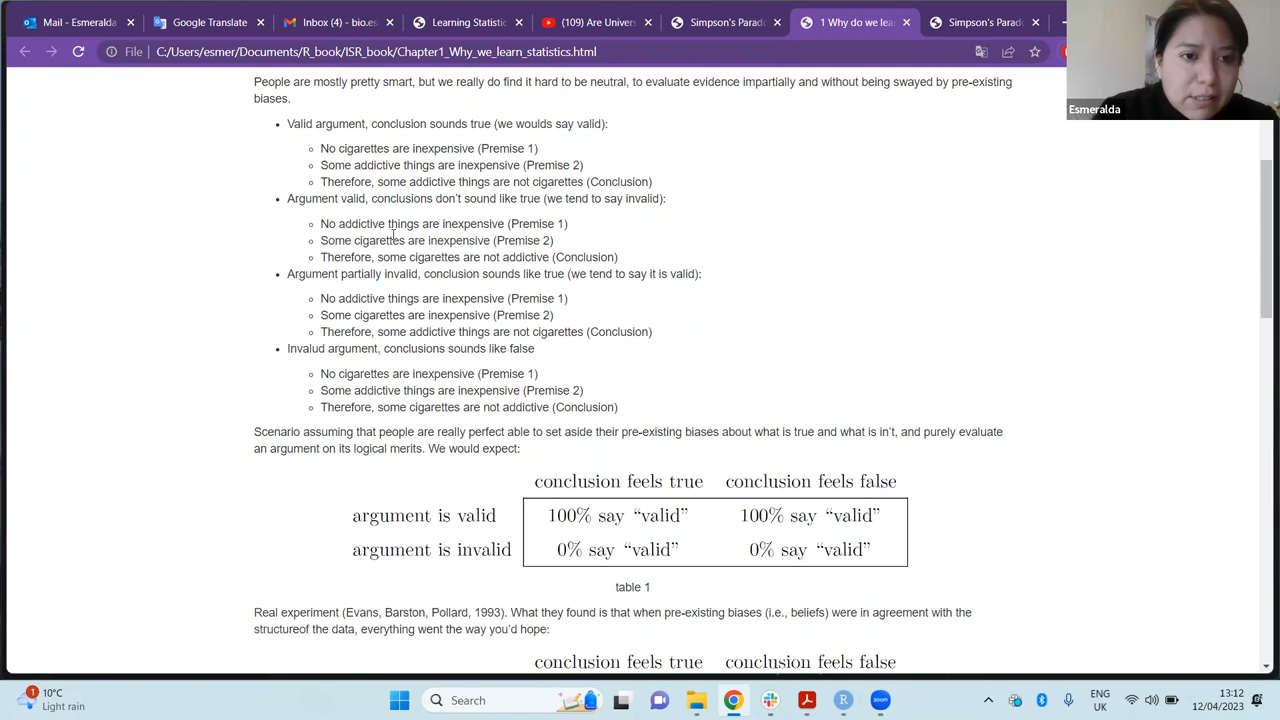 Mail - Esmeralda
Google Translate
Inbox (4) - bio.es
Learning Statistic
(109) Are Univer
Simpson's Parad
1 Why do we lea
Simpson's Parad
File
C:/Users/esmer/Documents/R_book/ISR_book/Chapter1_Why_we_learn_statistics.html
Esmeralda
People are mostly pretty smart, but we really do find it hard to be neutral, to evaluate evidence impartially and without being swayed by pre-existing
biases.
• Valid argument, conclusion sounds true (we woulds say valid):
◦ No cigarettes are inexpensive (Premise 1)
◦ Some addictive things are inexpensive (Premise 2)
◦ Therefore, some addictive things are not cigarettes (Conclusion)
• Argument valid, conclusions don't sound like true (we tend to say invalid):
◦ No addictive things are inexpensive (Premise 1)
◦ Some cigarettes are inexpensive (Premise 2)
◦ Therefore, some cigarettes are not addictive (Conclusion)
• Argument partially invalid, conclusion sounds like true (we tend to say it is valid):
◦ No addictive things are inexpensive (Premise 1)
◦ Some cigarettes are inexpensive (Premise 2)
◦ Therefore, some addictive things are not cigarettes (Conclusion)
• Invalud argument, conclusions sounds like false
◦ No cigarettes are inexpensive (Premise 1)
◦ Some addictive things are inexpensive (Premise 2)
◦ Therefore, some cigarettes are not addictive (Conclusion)
Scenario assuming that people are really perfect able to set aside their pre-existing biases about what is true and what is in't, and purely evaluate
an argument on its logical merits. We would expect:
conclusion feels true conclusion feels false
argument is valid 100% say “valid” 100% say “valid”
argument is invalid 0% say “valid” 0% say “valid”
table 1
Real experiment (Evans, Barston, Pollard, 1993). What they found is that when pre-existing biases (i.e., beliefs) were in agreement with the
structureof the data, everything went the way you'd hope:
conclusion feels true conclusion feels false
1
10°C
Light rain
Search
R
zoom
ENG
UK
13:12
12/04/2023